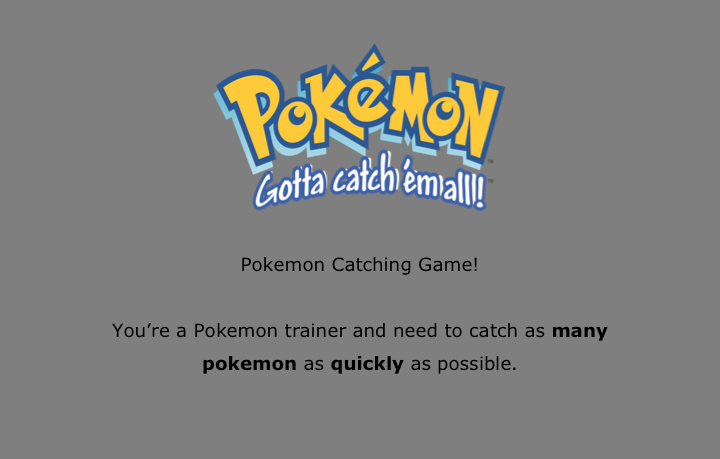 POKéMON
Gotta catch 'em all!
Pokemon Catching Game!
You’re a Pokemon trainer and need to catch as many
pokemon as quickly as possible.